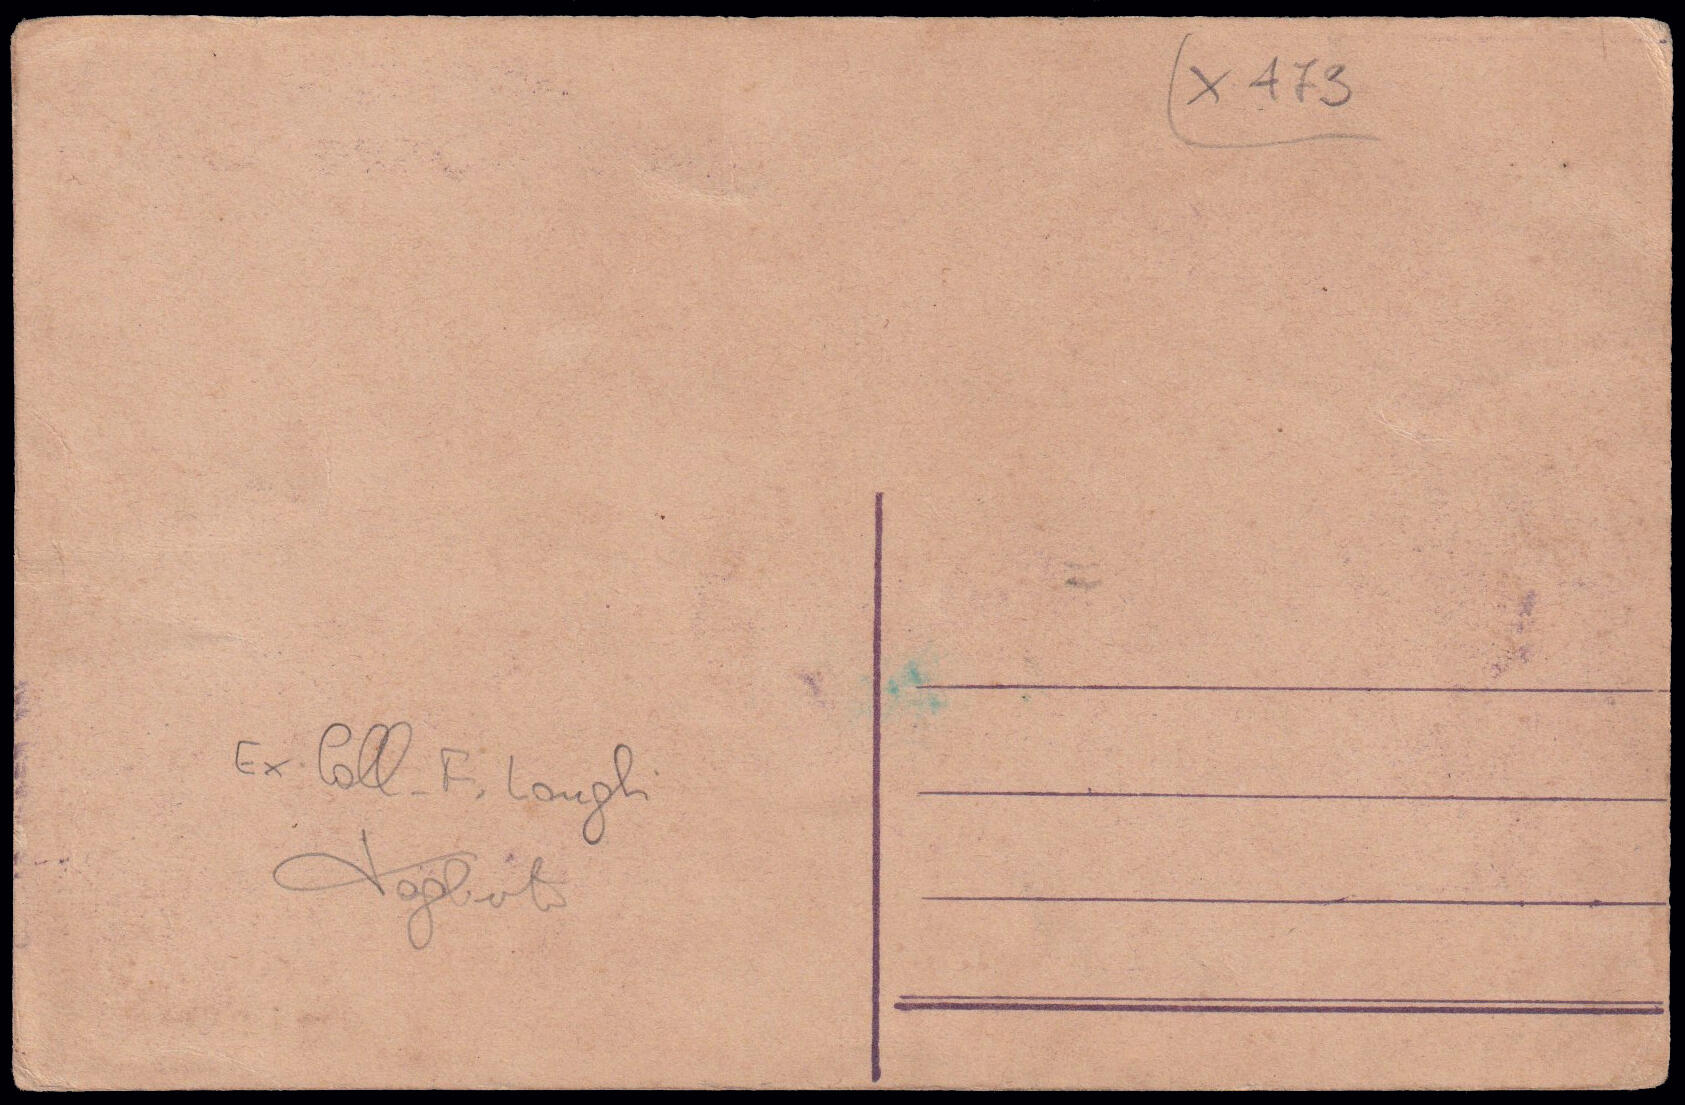 x 473
Ex Coll. F. Longhi